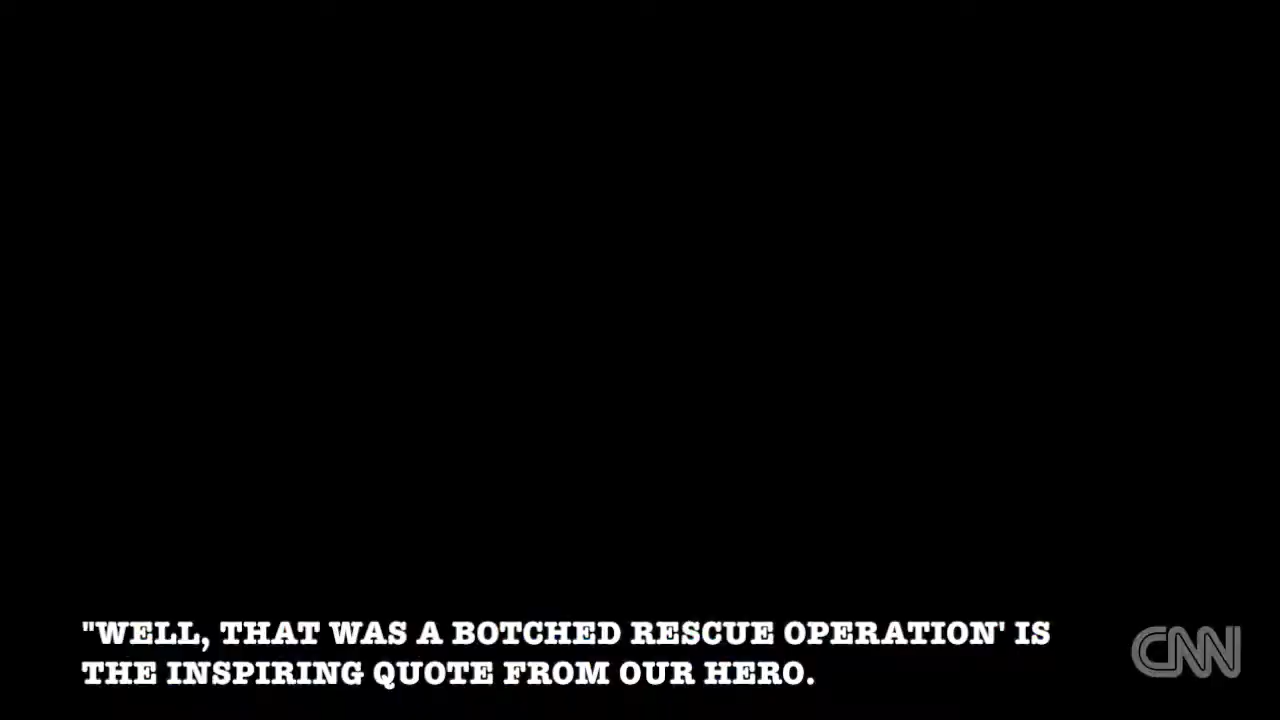 "WELL, THAT WAS A BOTCHED RESCUE OPERATION' IS
THE INSPIRING QUOTE FROM OUR HERO.
CNN